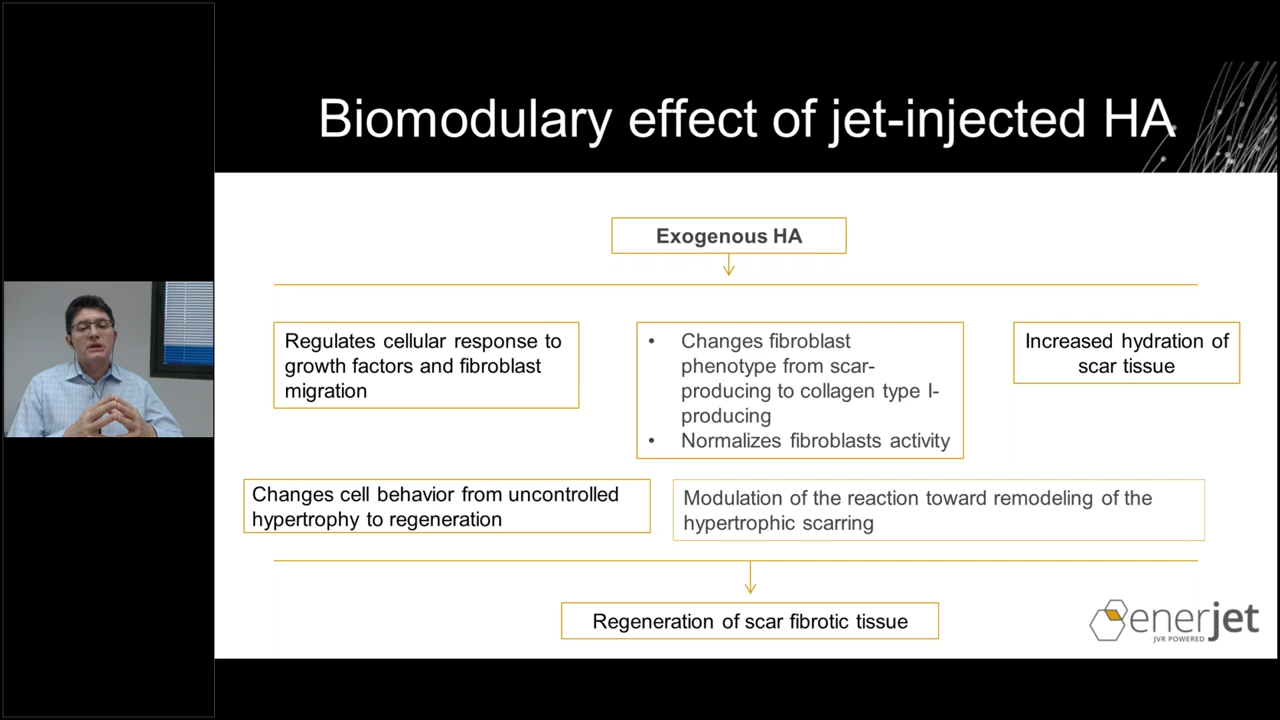 Biomodulary effect of jet-injected HA
Exogenous HA
Regulates cellular response to
growth factors and fibroblast
migration
• Changes fibroblast
phenotype from scar-
producing to collagen type I-
producing
• Normalizes fibroblasts activity
Increased hydration of
scar tissue
Changes cell behavior from uncontrolled
hypertrophy to regeneration
Modulation of the reaction toward remodeling of the
hypertrophic scarring
Regeneration of scar fibrotic tissue
enerjet
JVR POWERED